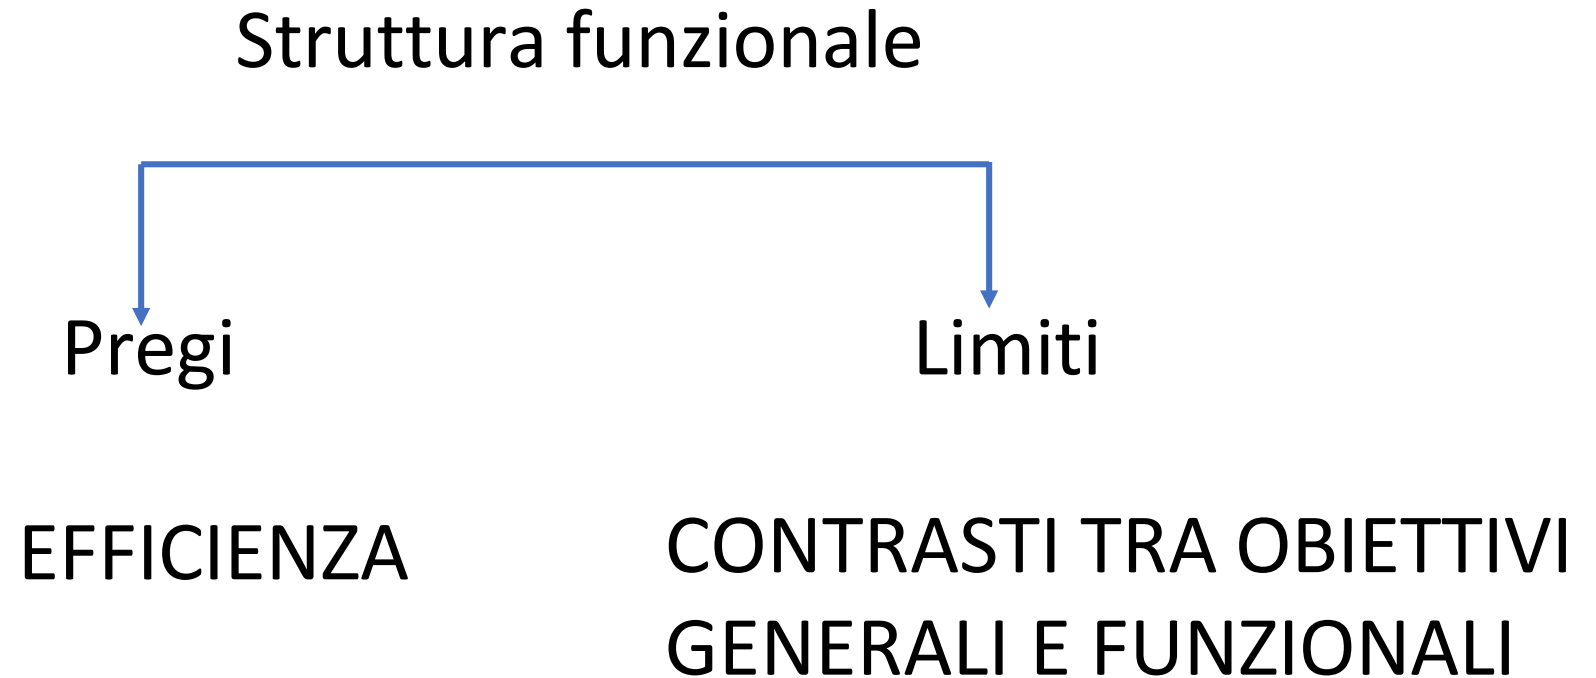 Struttura funzionale
Pregi
Limiti
EFFICIENZA
CONTRASTI TRA OBIETTIVI
GENERALI E FUNZIONALI